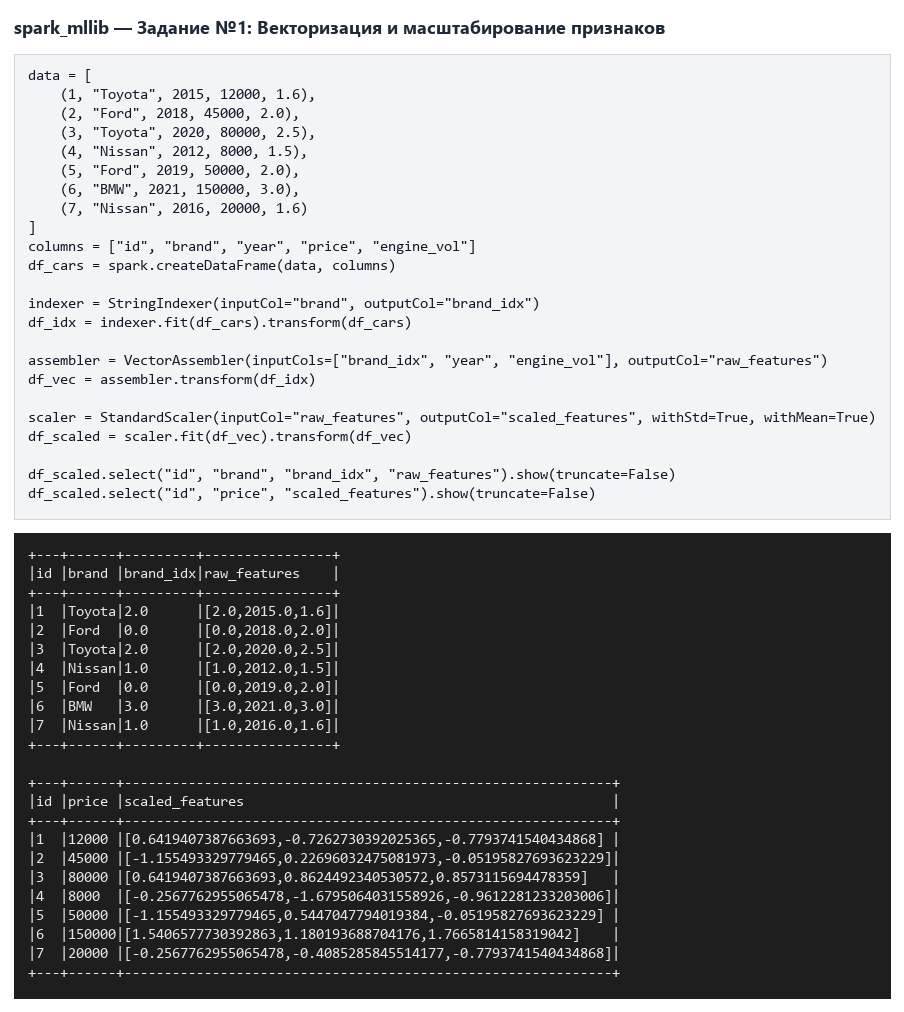 spark_mllib — Задание №1: Векторизация и масштабирование признаков
data = [
    (1, "Toyota", 2015, 12000, 1.6),
    (2, "Ford", 2018, 45000, 2.0),
    (3, "Toyota", 2020, 80000, 2.5),
    (4, "Nissan", 2012, 8000, 1.5),
    (5, "Ford", 2019, 50000, 2.0),
    (6, "BMW", 2021, 150000, 3.0),
    (7, "Nissan", 2016, 20000, 1.6)
]
columns = ["id", "brand", "year", "price", "engine_vol"]
df_cars = spark.createDataFrame(data, columns)

indexer = StringIndexer(inputCol="brand", outputCol="brand_idx")
df_idx = indexer.fit(df_cars).transform(df_cars)

assembler = VectorAssembler(inputCols=["brand_idx", "year", "engine_vol"], outputCol="raw_features")
df_vec = assembler.transform(df_idx)

scaler = StandardScaler(inputCol="raw_features", outputCol="scaled_features", withStd=True, withMean=True)
df_scaled = scaler.fit(df_vec).transform(df_vec)

df_scaled.select("id", "brand", "brand_idx", "raw_features").show(truncate=False)
df_scaled.select("id", "price", "scaled_features").show(truncate=False)

+---+------+---------+----------------+
|id |brand |brand_idx|raw_features    |
+---+------+---------+----------------+
|1  |Toyota|2.0      |[2.0,2015.0,1.6]|
|2  |Ford  |0.0      |[0.0,2018.0,2.0]|
|3  |Toyota|2.0      |[2.0,2020.0,2.5]|
|4  |Nissan|1.0      |[1.0,2012.0,1.5]|
|5  |Ford  |0.0      |[0.0,2019.0,2.0]|
|6  |BMW   |3.0      |[3.0,2021.0,3.0]|
|7  |Nissan|1.0      |[1.0,2016.0,1.6]|
+---+------+---------+----------------+

+---+------+-------------------------------------------------------------+
|id |price |scaled_features                                              |
+---+------+-------------------------------------------------------------+
|1  |12000 |[0.6419407387663693,-0.7262730392025365,-0.7793741540434868] |
|2  |45000 |[-1.155493329779465,0.22696032475081973,-0.05195827693623229]|
|3  |80000 |[0.6419407387663693,0.8624492340530572,0.8573115694478359]   |
|4  |8000  |[-0.2567762955065478,-1.6795064031558926,-0.9612281233203006]|
|5  |50000 |[-1.155493329779465,0.5447047794019384,-0.05195827693623229] |
|6  |150000|[1.5406577730392863,1.180193688704176,1.7665814158319042]    |
|7  |20000 |[-0.2567762955065478,-0.4085285845514177,-0.7793741540434868]|
+---+------+-------------------------------------------------------------+